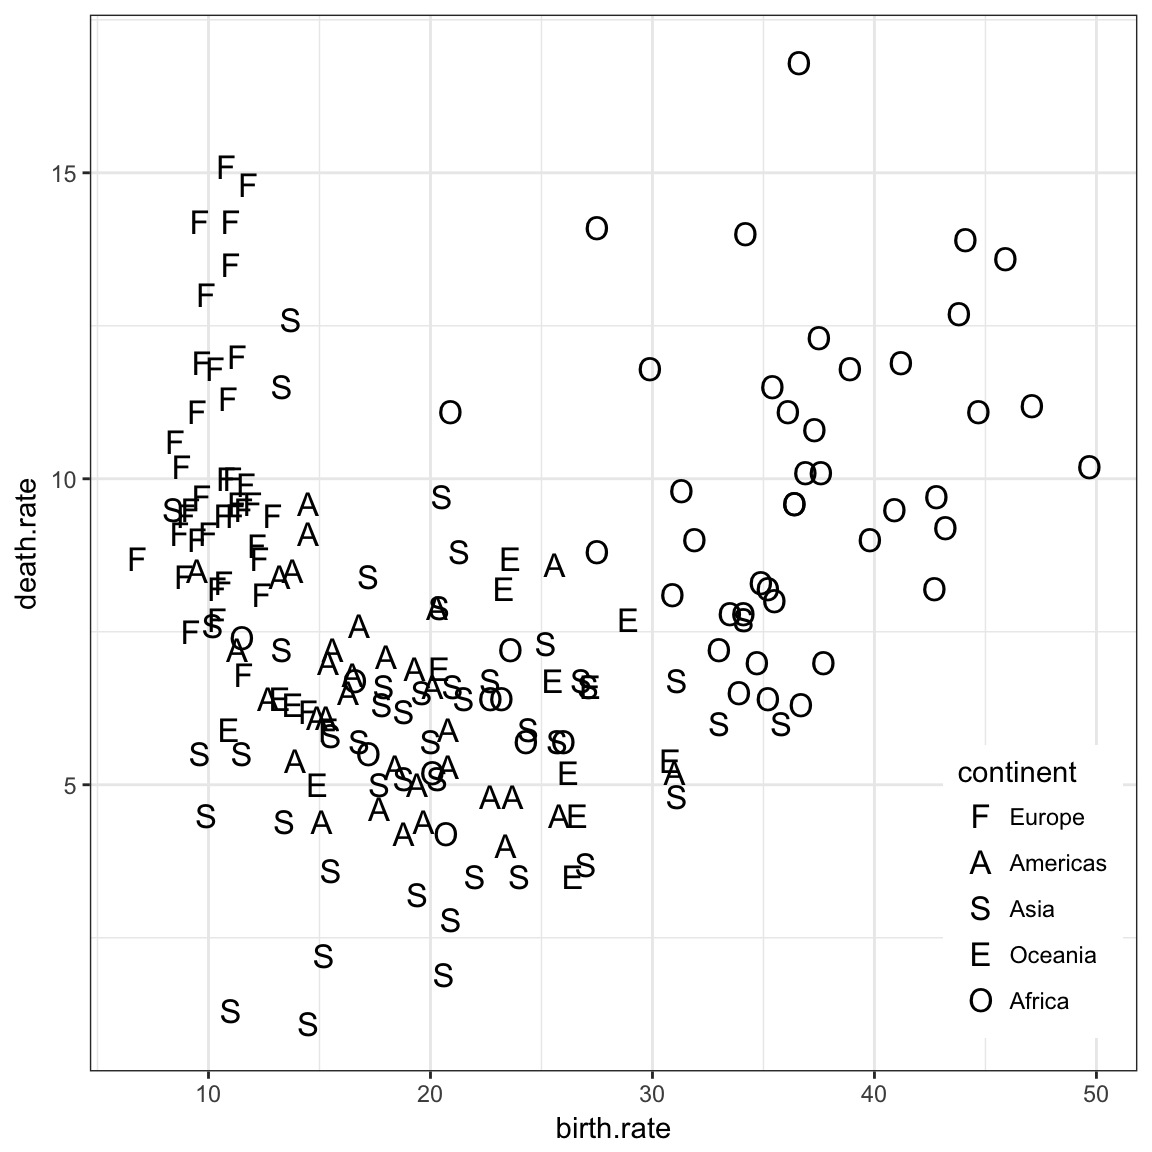 death.rate
15
10
5
10
20
30
40
50
birth.rate
continent
F Europe
A Americas
S Asia
E Oceania
O Africa